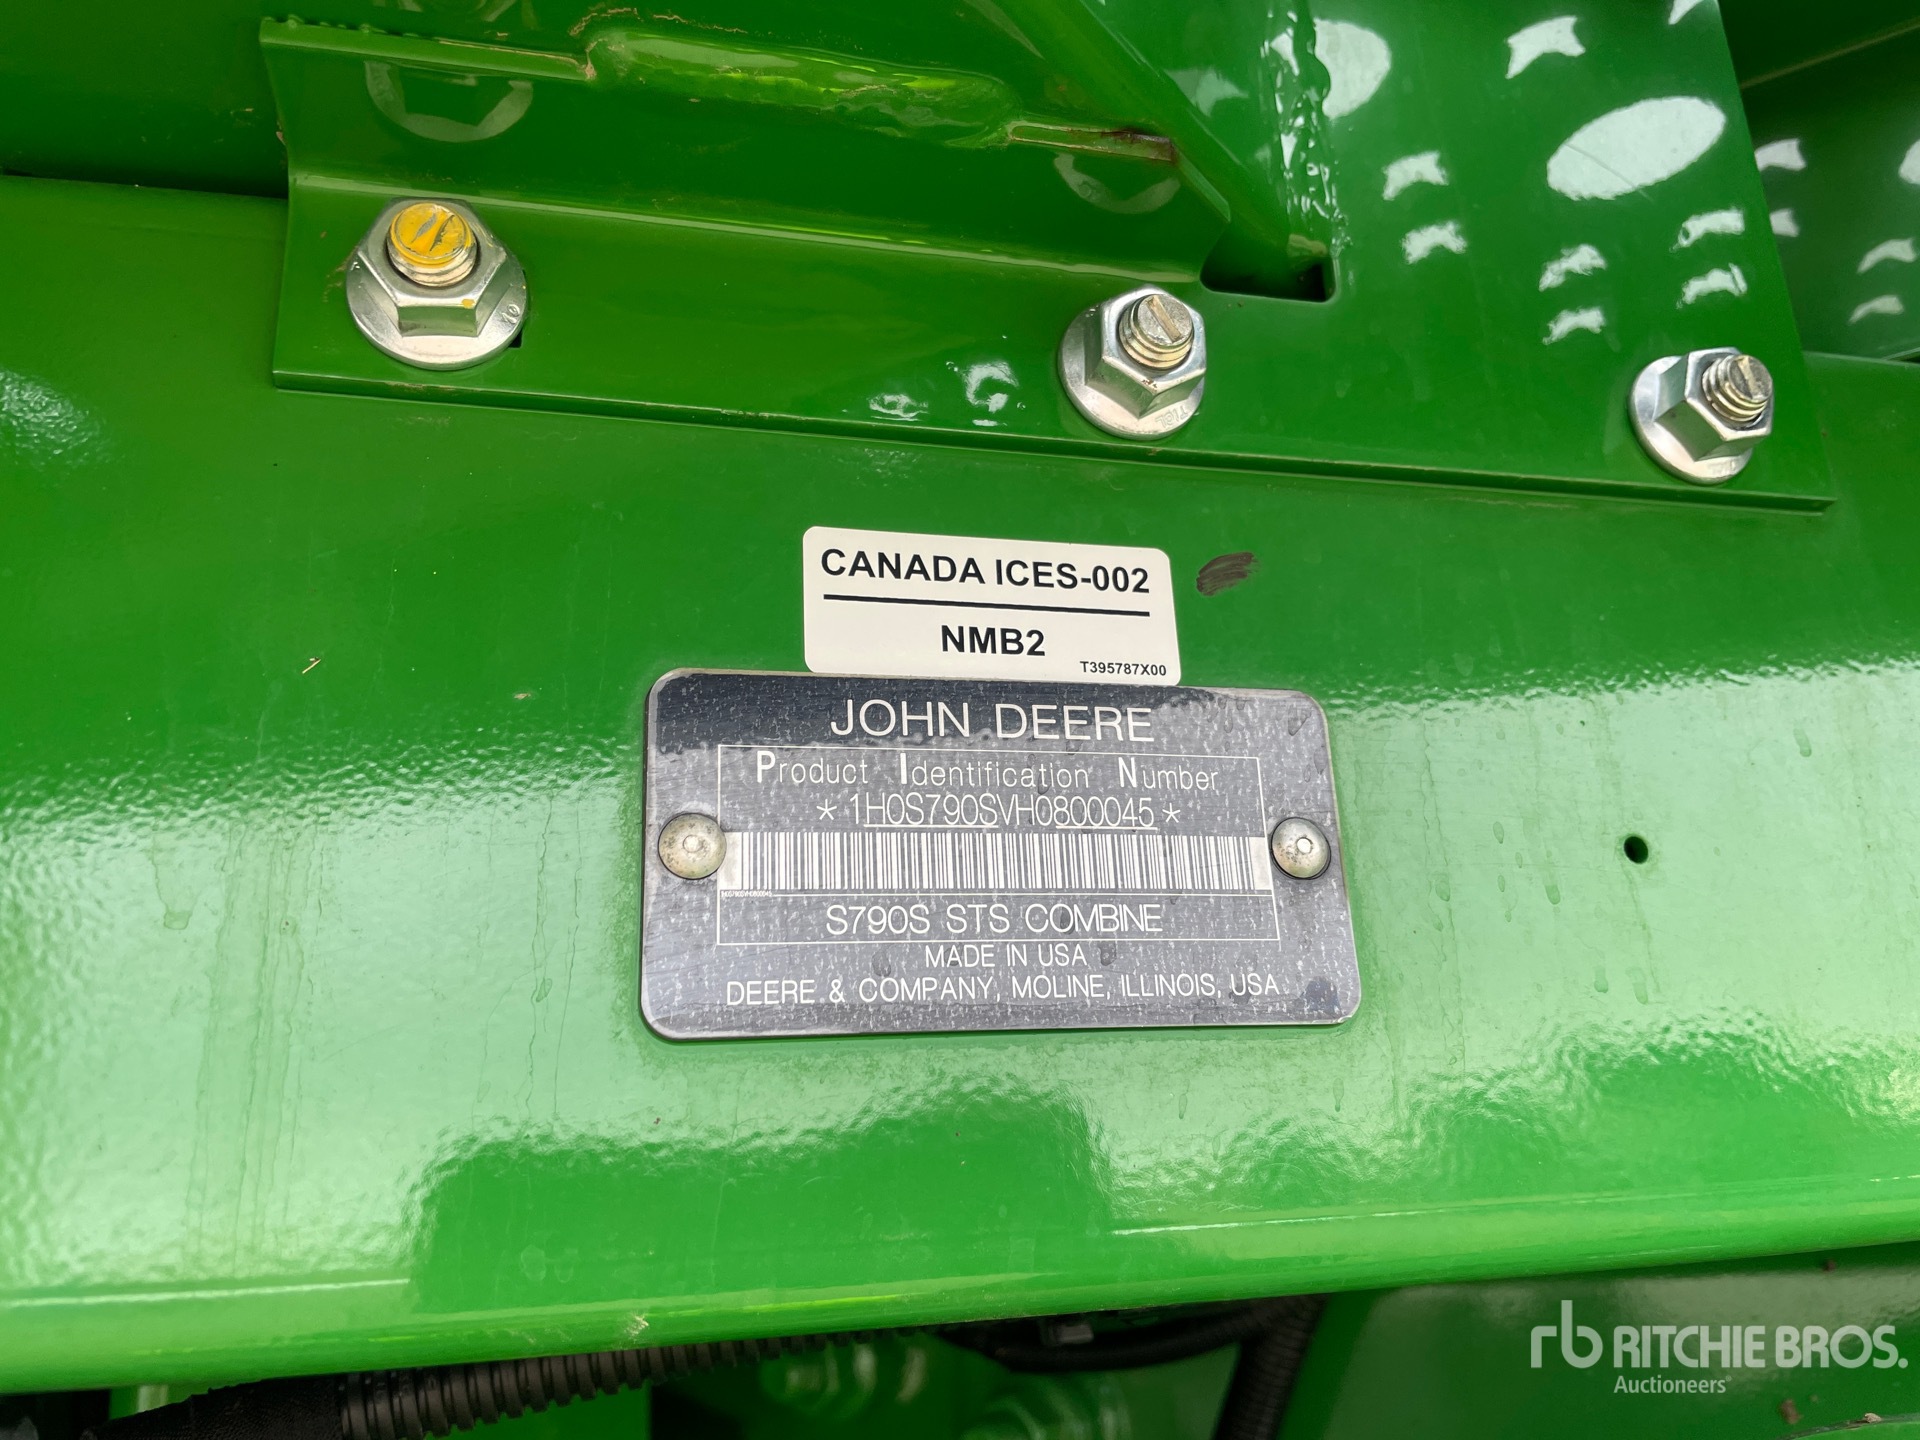 CANADA ICES-002
NMB2
T395787X00
JOHN DEERE
Product Identification Number
*1H0S790SVH0800045*
S790S STS COMBINE
MADE IN USA
DEERE & COMPANY, MOLINE, ILLINOIS, USA
rb RITCHIE BROS.
Auctioneers